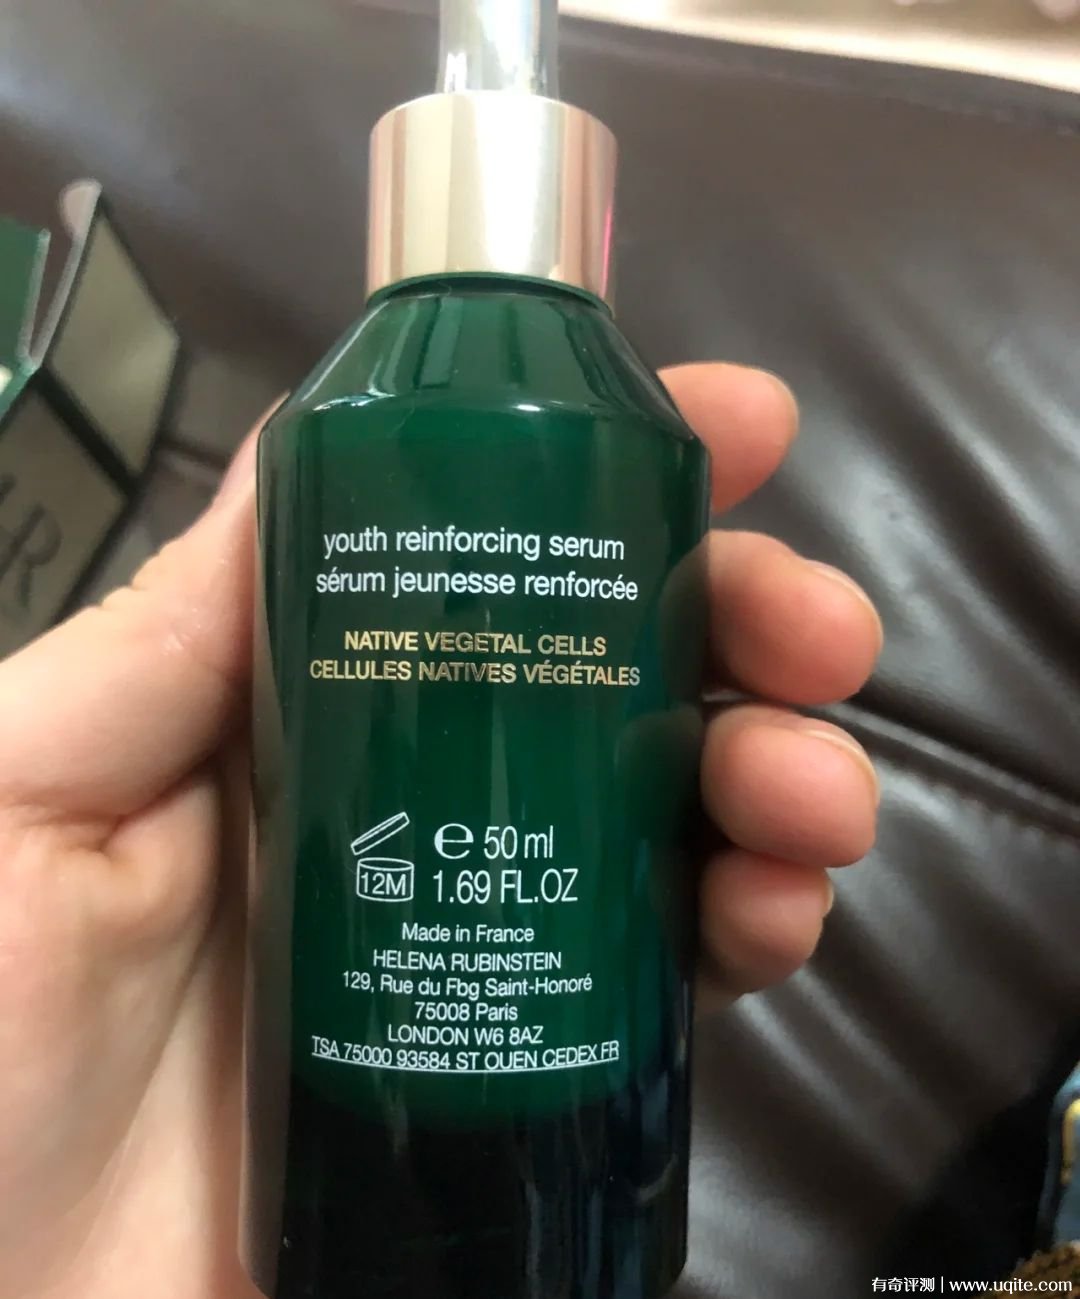 youth reinforcing serum
sérum jeunesse renforcée
NATIVE VEGETAL CELLS
CELLULES NATIVES VÉGÉTALES
12M
e 50 ml
1.69 FL.OZ
Made in France
HELENA RUBINSTEIN
129, Rue du Fbg Saint-Honoré
75008 Paris
LONDON W6 8AZ
TSA 75000 93584 ST OUEN CEDEX FR
HR
有奇评测 | www.uqite.com